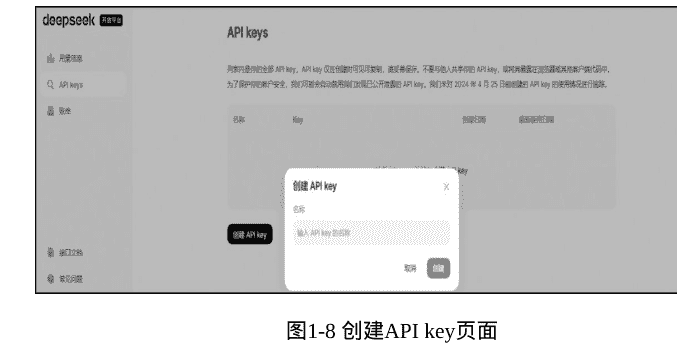 deepseek 开放平台
用量信息
API keys
账单
接口文档
常见问题
API keys
列表内是你的全部 API key，API key 仅在创建时可见可复制，请妥善保存。不要与他人共享你的 API key，或将其暴露在浏览器或其他客户端代码中。
为了保护你的帐户安全，我们可能会自动禁用我们发现已公开泄露的 API key。我们未对 2024 年 4 月 25 日前创建的 API key 的使用情况进行追踪。
名称 Key 创建日期 最新使用日期
创建 API key
创建 API key
名称
输入 API key 的名称
取消 创建
图1-8 创建API key页面